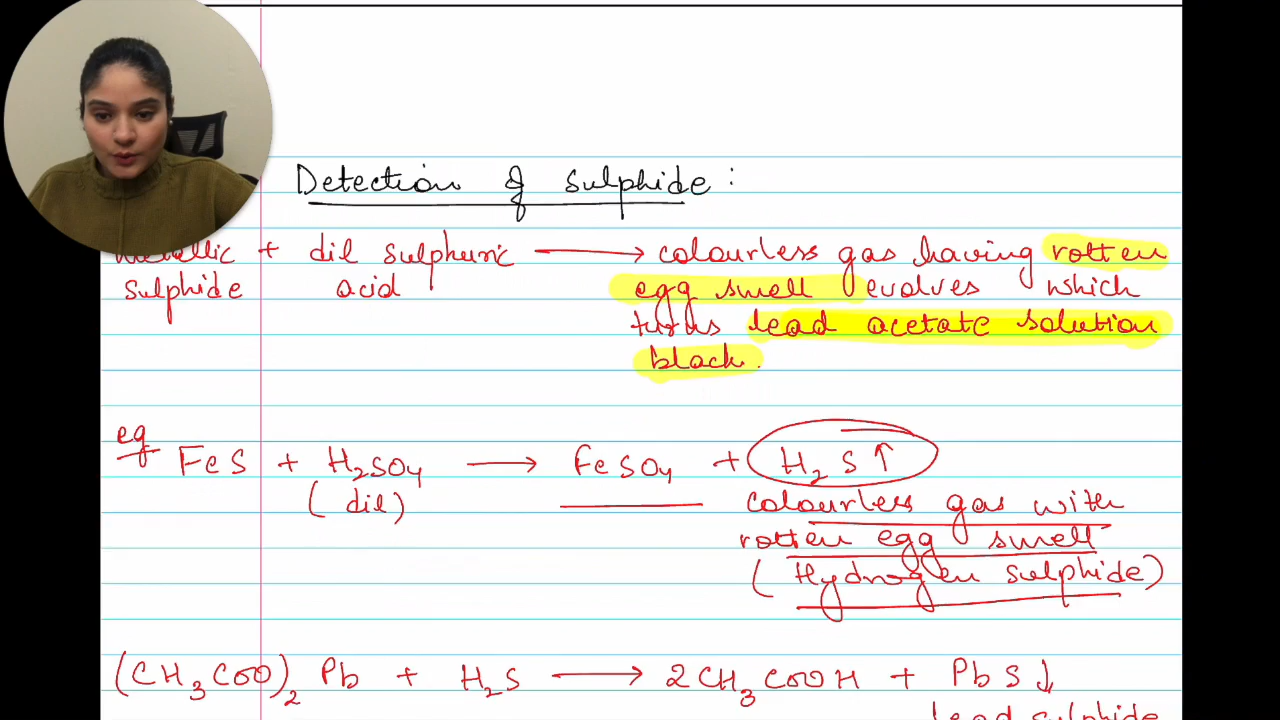 Detection of sulphide :
Metallic + dil sulphuric ⟶ colourless gas having rotten
sulphide acid egg smell evolves which
turns lead acetate solution
black.
eg
FeS + H₂SO₄ ⟶ FeSO₄ + H₂S↑
(dil) colourless gas with
rotten egg smell
(Hydrogen sulphide)
(CH₃COO)₂ Pb + H₂S ⟶ 2CH₃COOH + PbS↓
lead sulphide